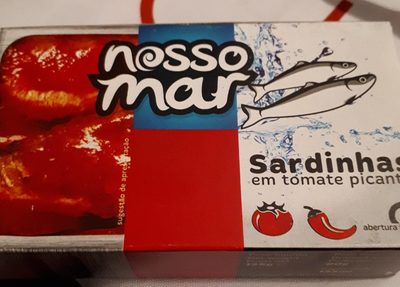 nosso
mar
Sardinhas
em tomate picant
sugestão de apresentação
abertura